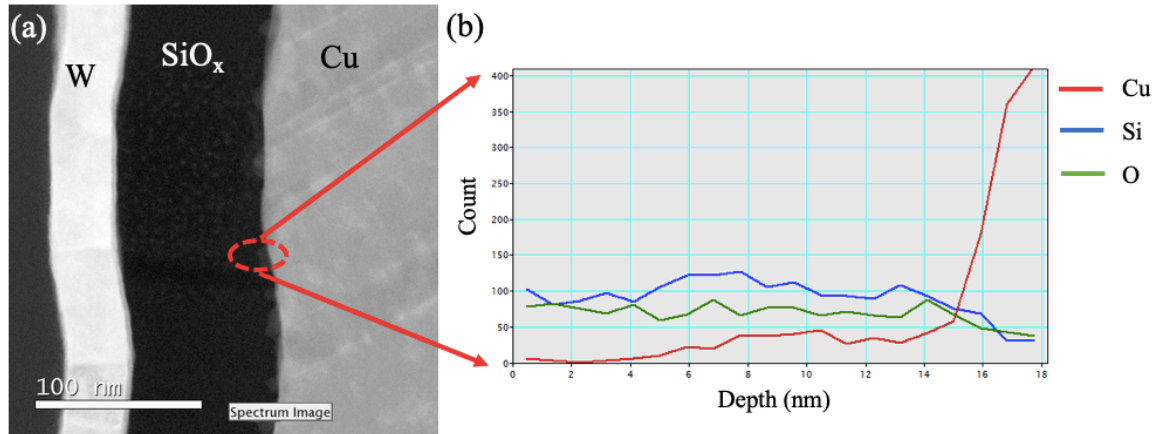 (a)
W
SiOₓ
Cu
100 nm
Spectrum Image
(b)
400
350
300
250
200
150
100
50
0
Count
0 2 4 6 8 10 12 14 16 18
Depth (nm)
Cu
Si
O